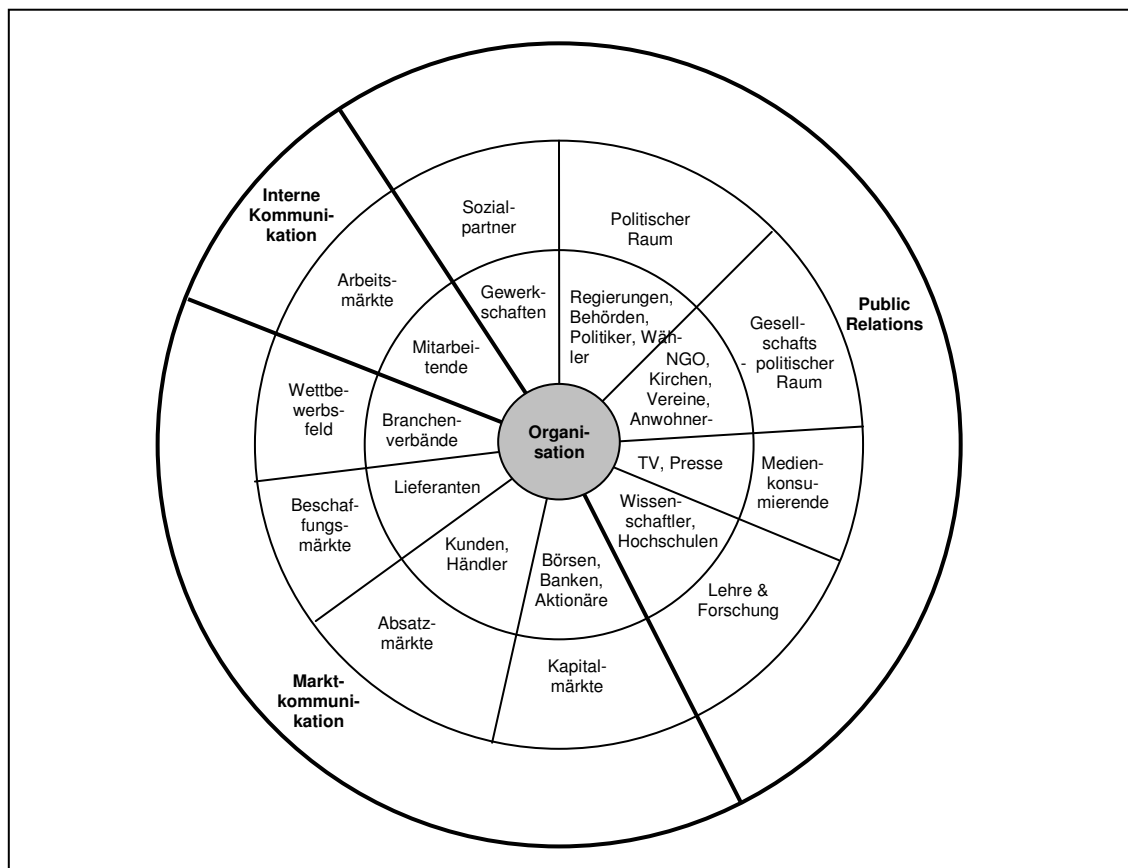 Interne
Kommuni-
kation
Sozial-
partner
Politischer
Raum
Arbeits-
märkte
Gewerk-
schaften
Regierungen,
Behörden,
Politiker, Wäh-
ler
Public
Relations
Gesell-
schafts
- politischer
Raum
Mitarbei-
tende
NGO,
Kirchen,
Vereine,
Anwohner-
Wettbe-
werbs-
feld
Branchen-
verbände
Organi-
sation
TV, Presse
Medien-
konsu-
mierende
Beschaf-
fungs-
märkte
Lieferanten
Wissen-
schaftler,
Hochschulen
Kunden,
Händler
Börsen,
Banken,
Aktionäre
Lehre &
Forschung
Absatz-
märkte
Kapital-
märkte
Markt-
kommuni-
kation